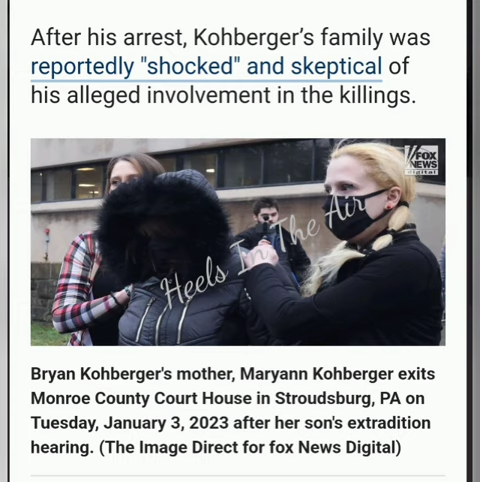 After his arrest, Kohberger’s family was
reportedly "shocked" and skeptical of
his alleged involvement in the killings.
FOX
NEWS
digital
Heels In The Air
Bryan Kohberger's mother, Maryann Kohberger exits
Monroe County Court House in Stroudsburg, PA on
Tuesday, January 3, 2023 after her son's extradition
hearing. (The Image Direct for fox News Digital)